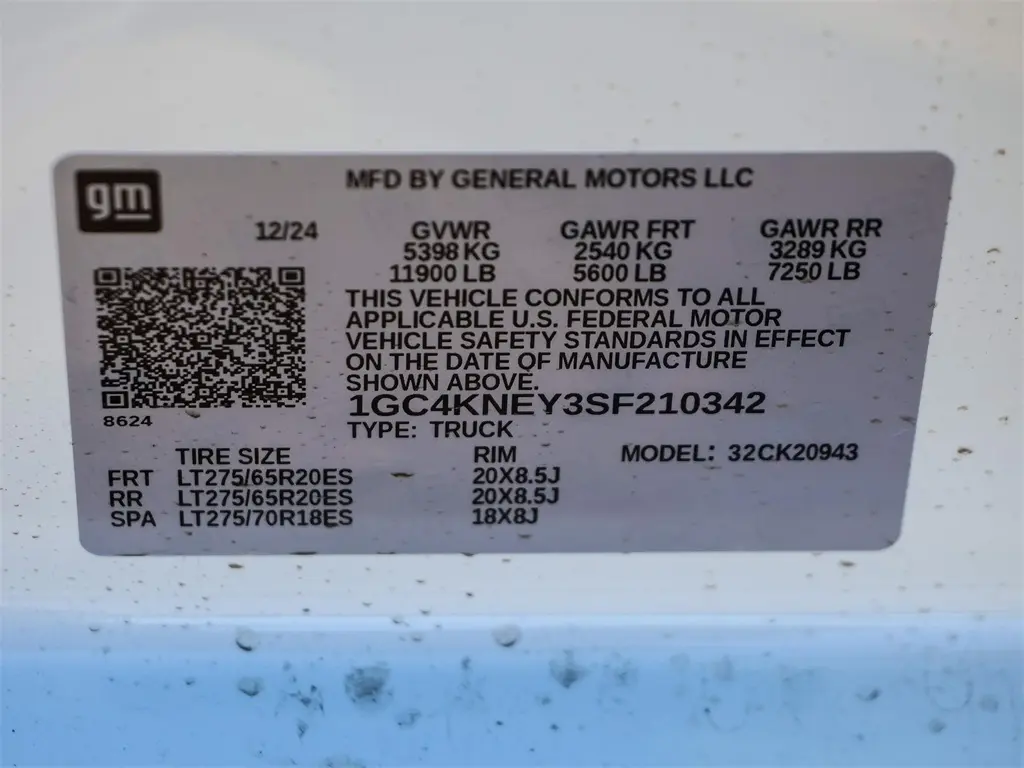 gm
MFD BY GENERAL MOTORS LLC
12/24 GVWR GAWR FRT GAWR RR
5398 KG 2540 KG 3289 KG
11900 LB 5600 LB 7250 LB
THIS VEHICLE CONFORMS TO ALL
APPLICABLE U.S. FEDERAL MOTOR
VEHICLE SAFETY STANDARDS IN EFFECT
ON THE DATE OF MANUFACTURE
SHOWN ABOVE.
8624
1GC4KNEY3SF210342
TYPE: TRUCK
TIRE SIZE RIM MODEL: 32CK20943
FRT LT275/65R20ES 20X8.5J
RR LT275/65R20ES 20X8.5J
SPA LT275/70R18ES 18X8J